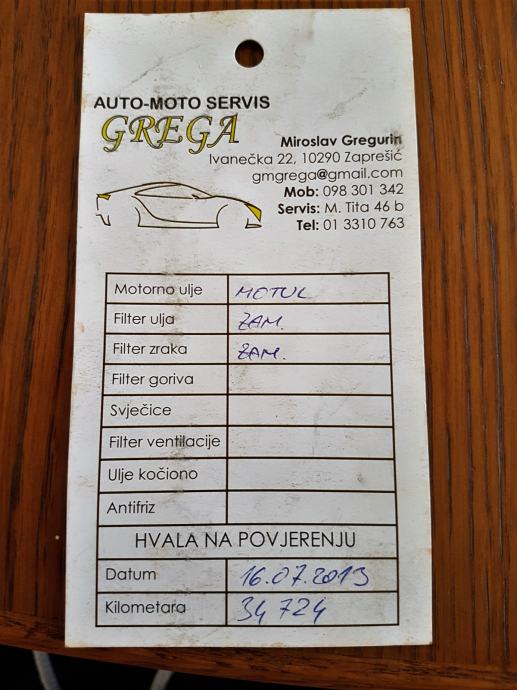 AUTO-MOTO SERVIS
GREGA
Miroslav Gregurin
Ivanečka 22, 10290 Zaprešić
gmgrega@gmail.com
Mob: 098 301 342
Servis: M. Tita 46 b
Tel: 01 3310 763
Motorno ulje MOTUL
Filter ulja ZAM.
Filter zraka ZAM.
Filter goriva
Svječice
Filter ventilacije
Ulje kočiono
Antifriz
HVALA NA POVJERENJU
Datum 16.07.2013
Kilometara 34 724